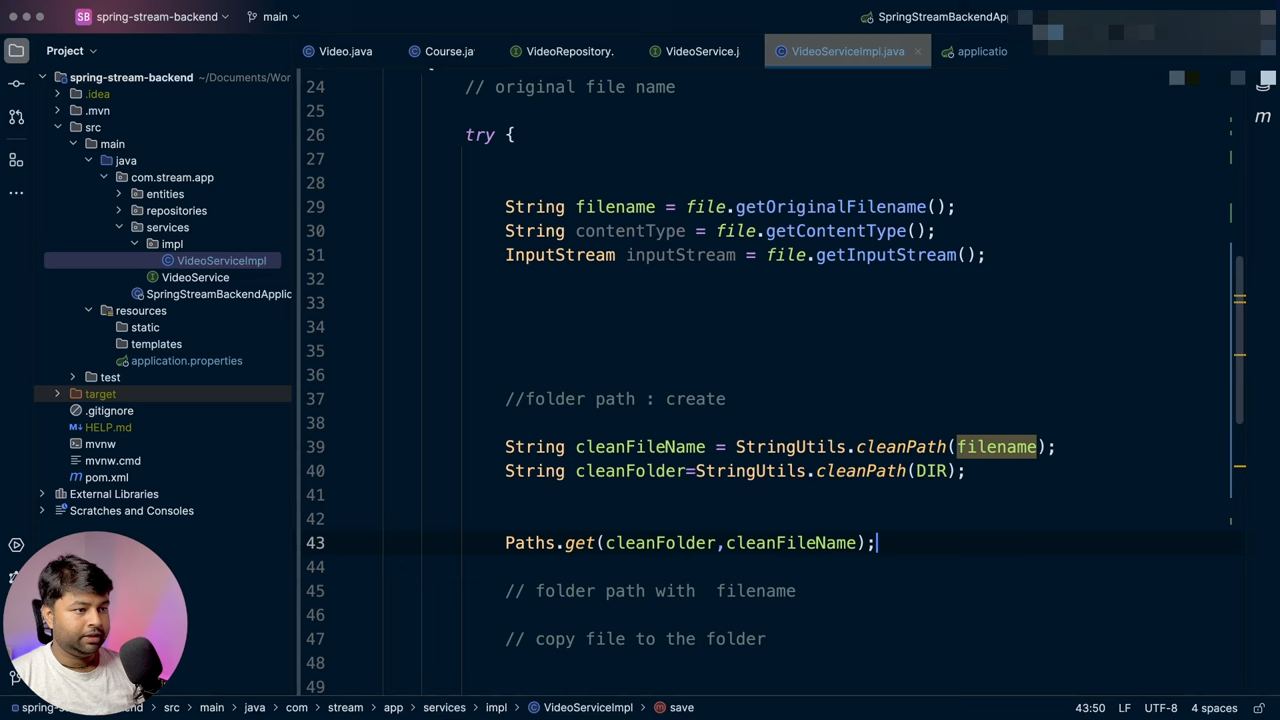 SB spring-stream-backend main SpringStreamBackendApp
Project Video.java Course.ja VideoRepository. VideoService.j VideoServiceImpl.java applicatio
spring-stream-backend ~/Documents/Wor
.idea
.mvn
src
main
java
com.stream.app
entities
repositories
services
impl
VideoServiceImpl
VideoService
SpringStreamBackendApplic
resources
static
templates
application.properties
test
target
.gitignore
HELP.md
mvnw
mvnw.cmd
pom.xml
External Libraries
Scratches and Consoles
24 // original file name
25
26 try {
27
28
29 String filename = file.getOriginalFilename();
30 String contentType = file.getContentType();
31 InputStream inputStream = file.getInputStream();
32
33
34
35
36
37 //folder path : create
38
39 String cleanFileName = StringUtils.cleanPath(filename);
40 String cleanFolder=StringUtils.cleanPath(DIR);
41
42
43 Paths.get(cleanFolder,cleanFileName);
44
45 // folder path with  filename
46
47 // copy file to the folder
48
49
src main java com stream app services impl VideoServiceImpl save 43:50 LF UTF-8 4 spaces